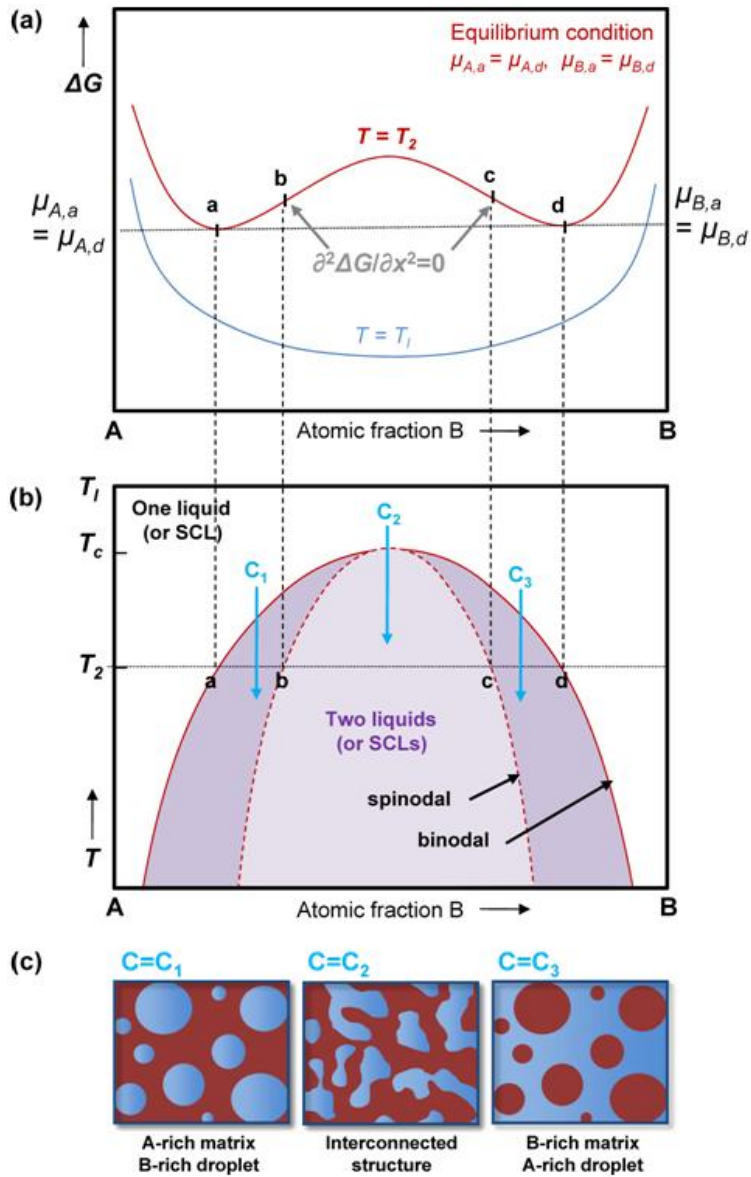 (a)
ΔG
Equilibrium condition
μA,a = μA,d, μB,a = μB,d
T = T2
a
b
c
d
μA,a
= μA,d
μB,a
= μB,d
∂²ΔG/∂x²=0
T = Tl
A
Atomic fraction B
B
(b)
Tl
One liquid
(or SCL)
C2
Tc
C1
C3
T2
a
b
c
d
Two liquids
(or SCLs)
spinodal
binodal
T
A
Atomic fraction B
B
(c)
C=C1
C=C2
C=C3
A-rich matrix
B-rich droplet
Interconnected
structure
B-rich matrix
A-rich droplet